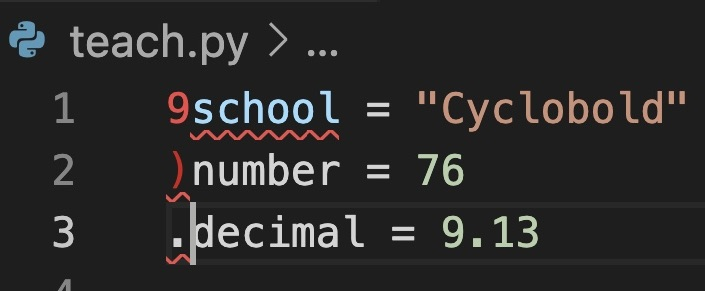 teach.py > ...
1 9school = "Cyclobold"
2 )number = 76
3 .decimal = 9.13
4